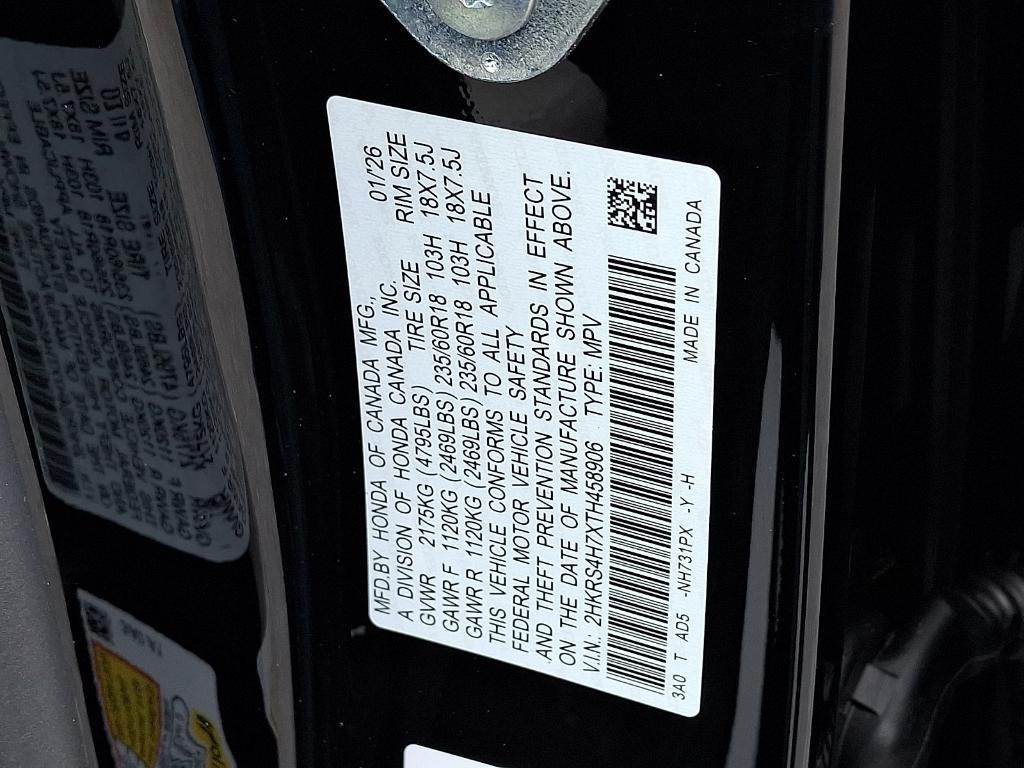 MFD.BY HONDA OF CANADA MFG., 01/'26
A DIVISION OF HONDA CANADA INC.
GVWR 2175KG (4795LBS) TIRE SIZE RIM SIZE
GAWR F 1120KG (2469LBS) 235/60R18 103H 18X7.5J
GAWR R 1120KG (2469LBS) 235/60R18 103H 18X7.5J
THIS VEHICLE CONFORMS TO ALL APPLICABLE
FEDERAL MOTOR VEHICLE SAFETY
AND THEFT PREVENTION STANDARDS IN EFFECT
ON THE DATE OF MANUFACTURE SHOWN ABOVE.
V.I.N.: 2HKRS4H7XTH458906 TYPE: MPV
3A0 T AD5 -NH731PX -Y -H MADE IN CANADA